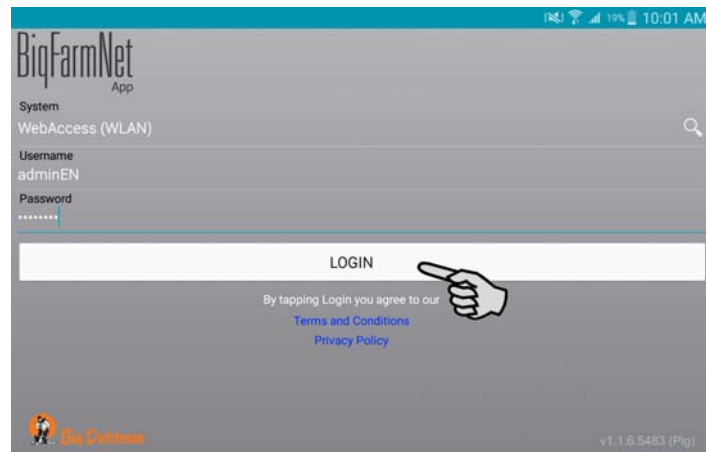 19% 10:01 AM
BigFarmNet
App
System
WebAccess (WLAN)
Username
adminEN
Password
••••••••
LOGIN
By tapping Login you agree to our
Terms and Conditions
Privacy Policy
Big Dutchman
v1.1.6.5483 (Pig)